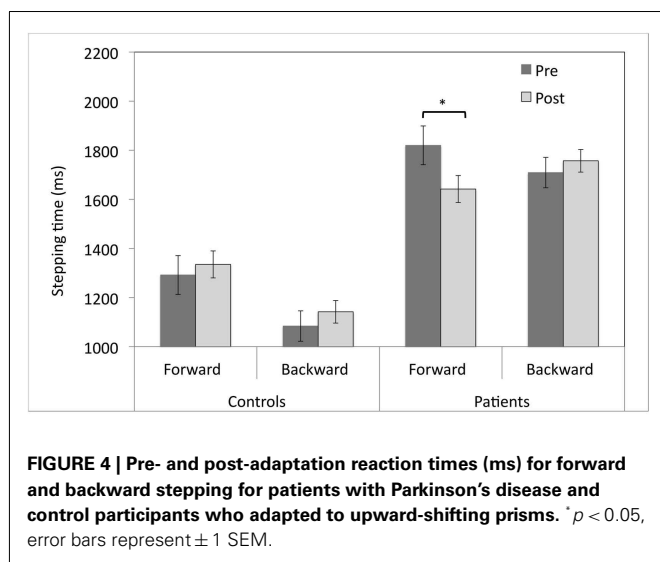 2200
2000
1800
1600
1400
1200
1000
Stepping time (ms)
Pre
Post
*
Forward Backward Forward Backward
Controls Patients
FIGURE 4 | Pre- and post-adaptation reaction times (ms) for forward
and backward stepping for patients with Parkinson's disease and
control participants who adapted to upward-shifting prisms. *p < 0.05,
error bars represent ± 1 SEM.